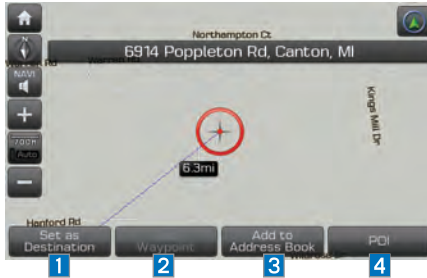 Northampton Ct
6914 Poppleton Rd, Canton, MI
N
NAVI
Kings Mill Dr
ZOOM
Auto
6.3mi
Hanford Rd
Set as
Destination
Waypoint
Add to
Address Book
POI
1
2
3
4